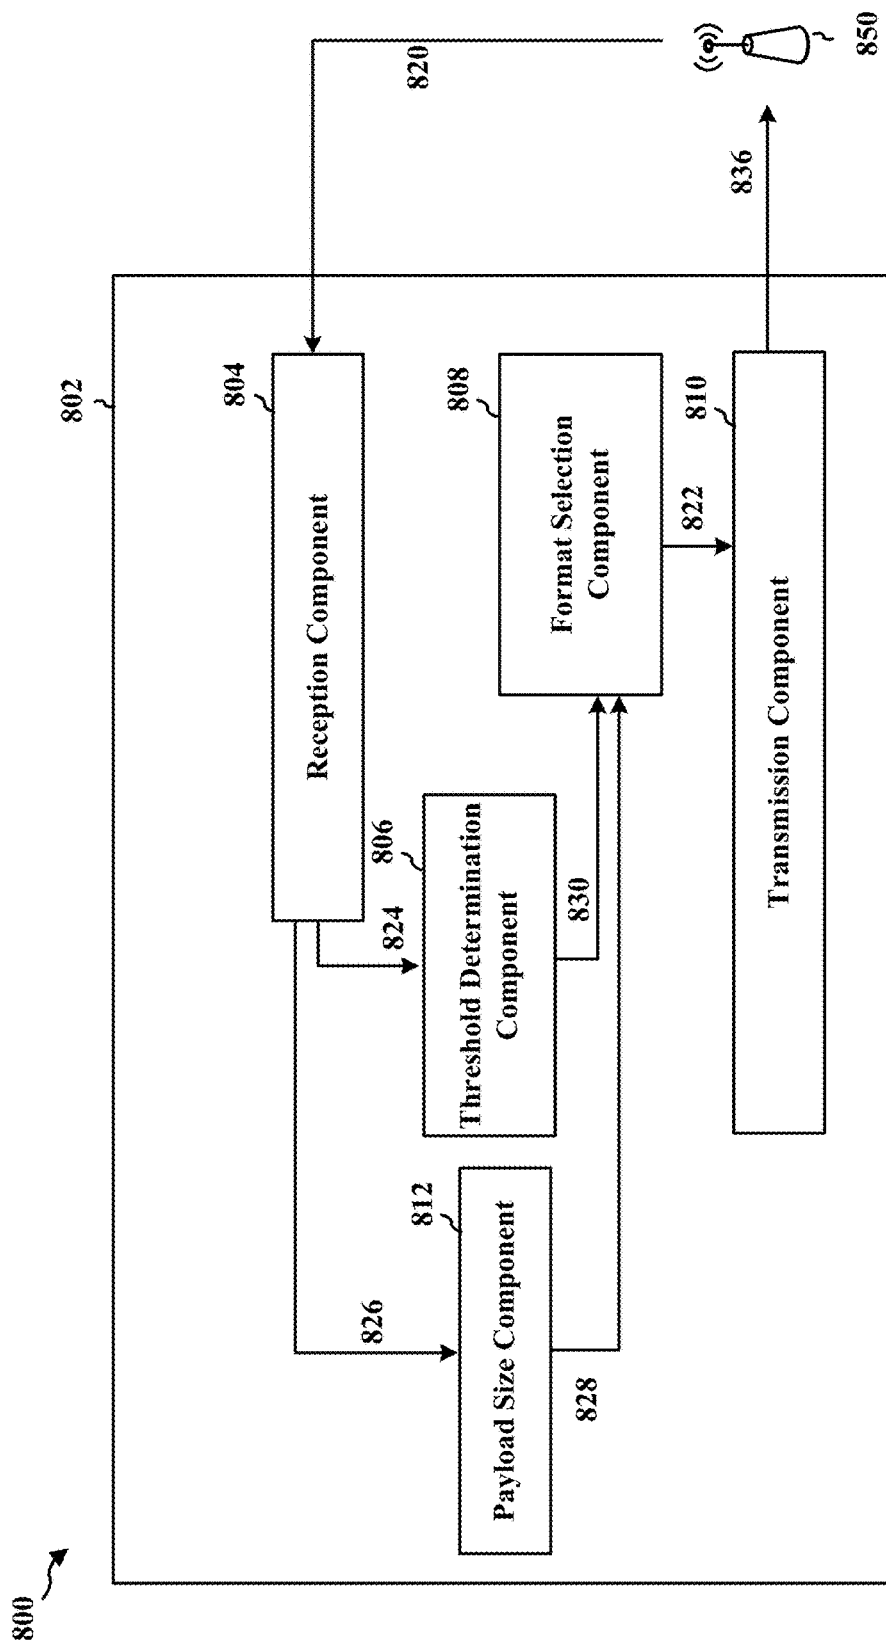 800
802
Reception Component
804
820
850
824
826
Threshold Determination
Component
806
Format Selection
Component
808
Payload Size Component
812
830
828
822
836
Transmission Component
810